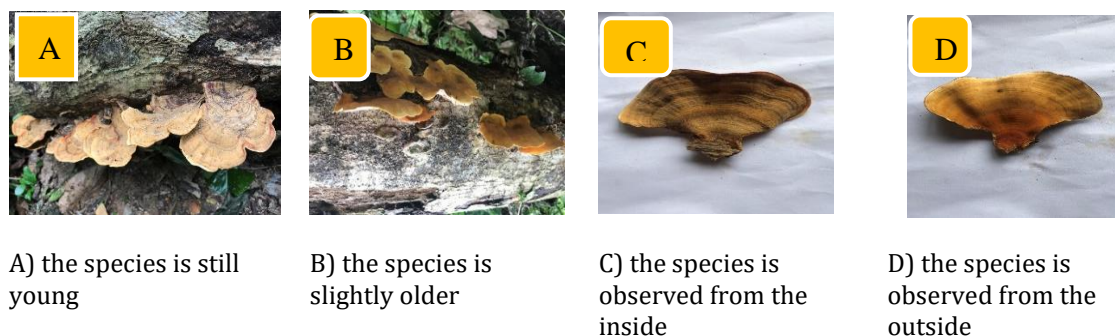 A
B
C
D
A) the species is still
young
B) the species is
slightly older
C) the species is
observed from the
inside
D) the species is
observed from the
outside